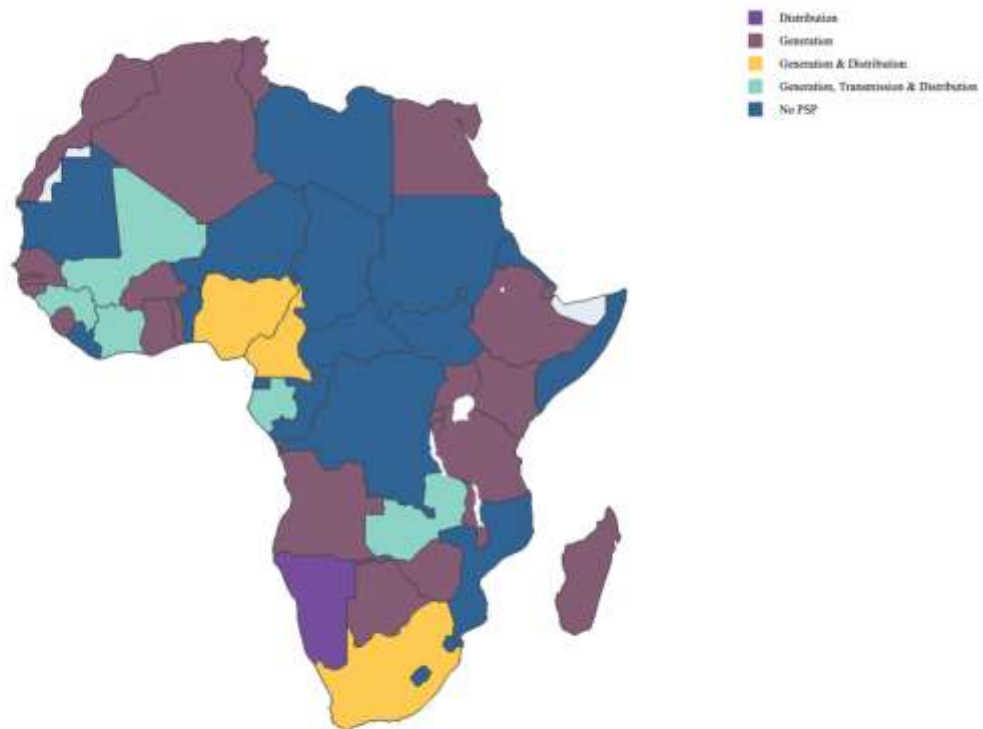 Distribution
Generation
Generation & Distribution
Generation, Transmission & Distribution
No PSP